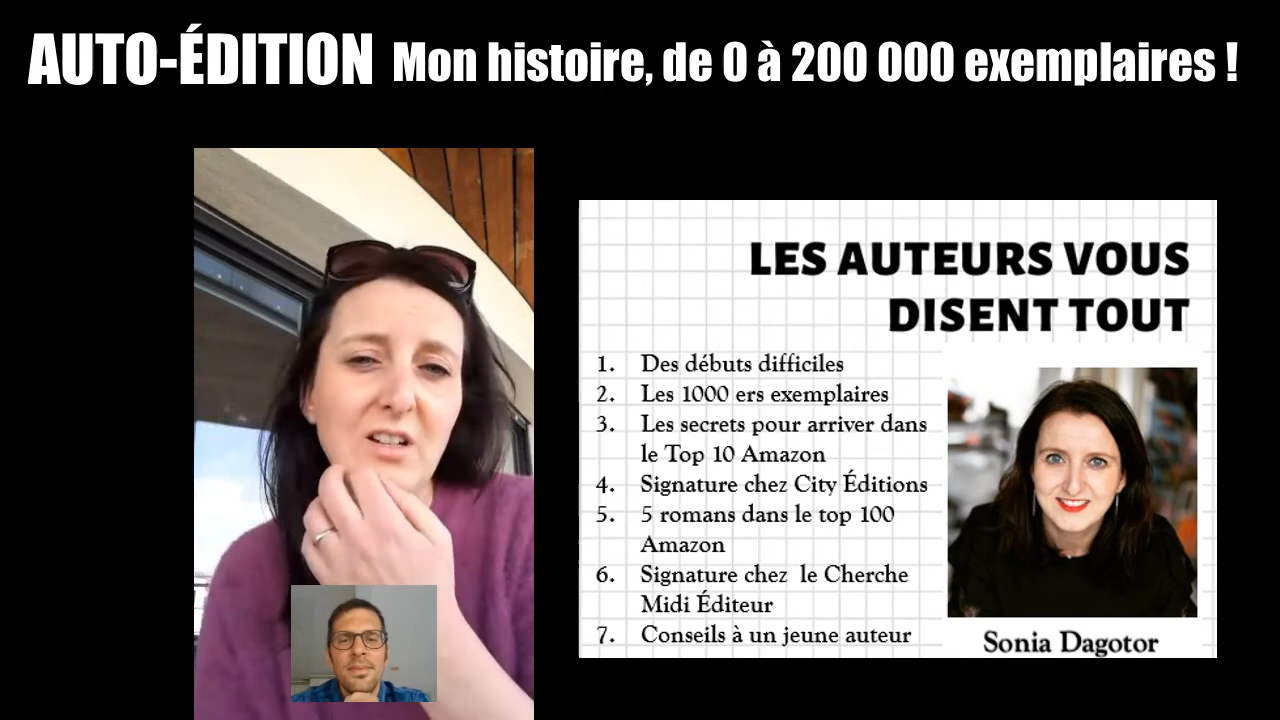 AUTO-ÉDITION Mon histoire, de 0 à 200 000 exemplaires !
LES AUTEURS VOUS
DISENT TOUT
1. Des débuts difficiles
2. Les 1000 ers exemplaires
3. Les secrets pour arriver dans
le Top 10 Amazon
4. Signature chez City Éditions
5. 5 romans dans le top 100
Amazon
6. Signature chez le Cherche
Midi Éditeur
7. Conseils à un jeune auteur
Sonia Dagotor